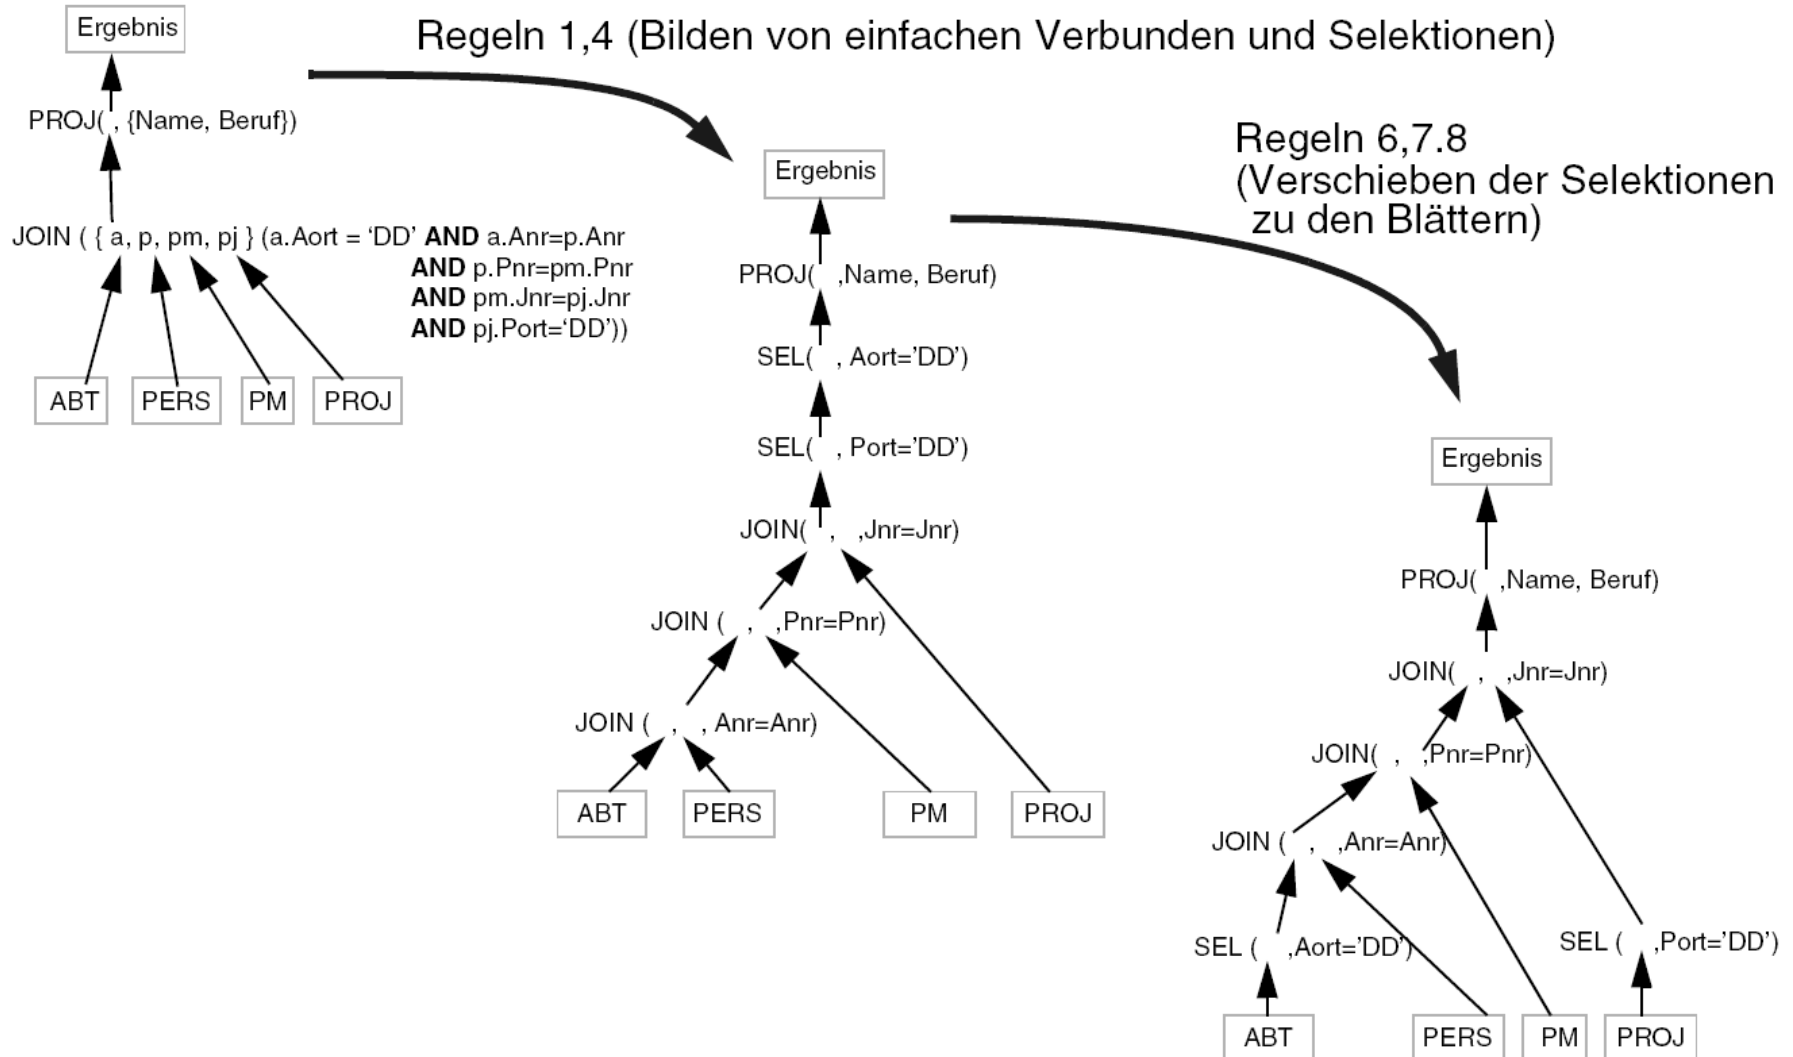 Ergebnis
Regeln 1,4 (Bilden von einfachen Verbunden und Selektionen)
PROJ( , {Name, Beruf})
JOIN ( { a, p, pm, pj } (a.Aort = ‘DD’ AND a.Anr=p.Anr
AND p.Pnr=pm.Pnr
AND pm.Jnr=pj.Jnr
AND pj.Port=‘DD’))
ABT
PERS
PM
PROJ
Regeln 6,7.8
(Verschieben der Selektionen
zu den Blättern)
Ergebnis
PROJ( ,Name, Beruf)
SEL( , Aort=’DD’)
SEL( , Port=’DD’)
JOIN( , ,Jnr=Jnr)
JOIN ( , ,Pnr=Pnr)
JOIN ( , , Anr=Anr)
ABT
PERS
PM
PROJ
Ergebnis
PROJ( ,Name, Beruf)
JOIN( , ,Jnr=Jnr)
JOIN( , ,Pnr=Pnr)
JOIN ( , ,Anr=Anr)
SEL ( ,Aort=’DD’)
SEL ( ,Port=’DD’)
ABT
PERS
PM
PROJ